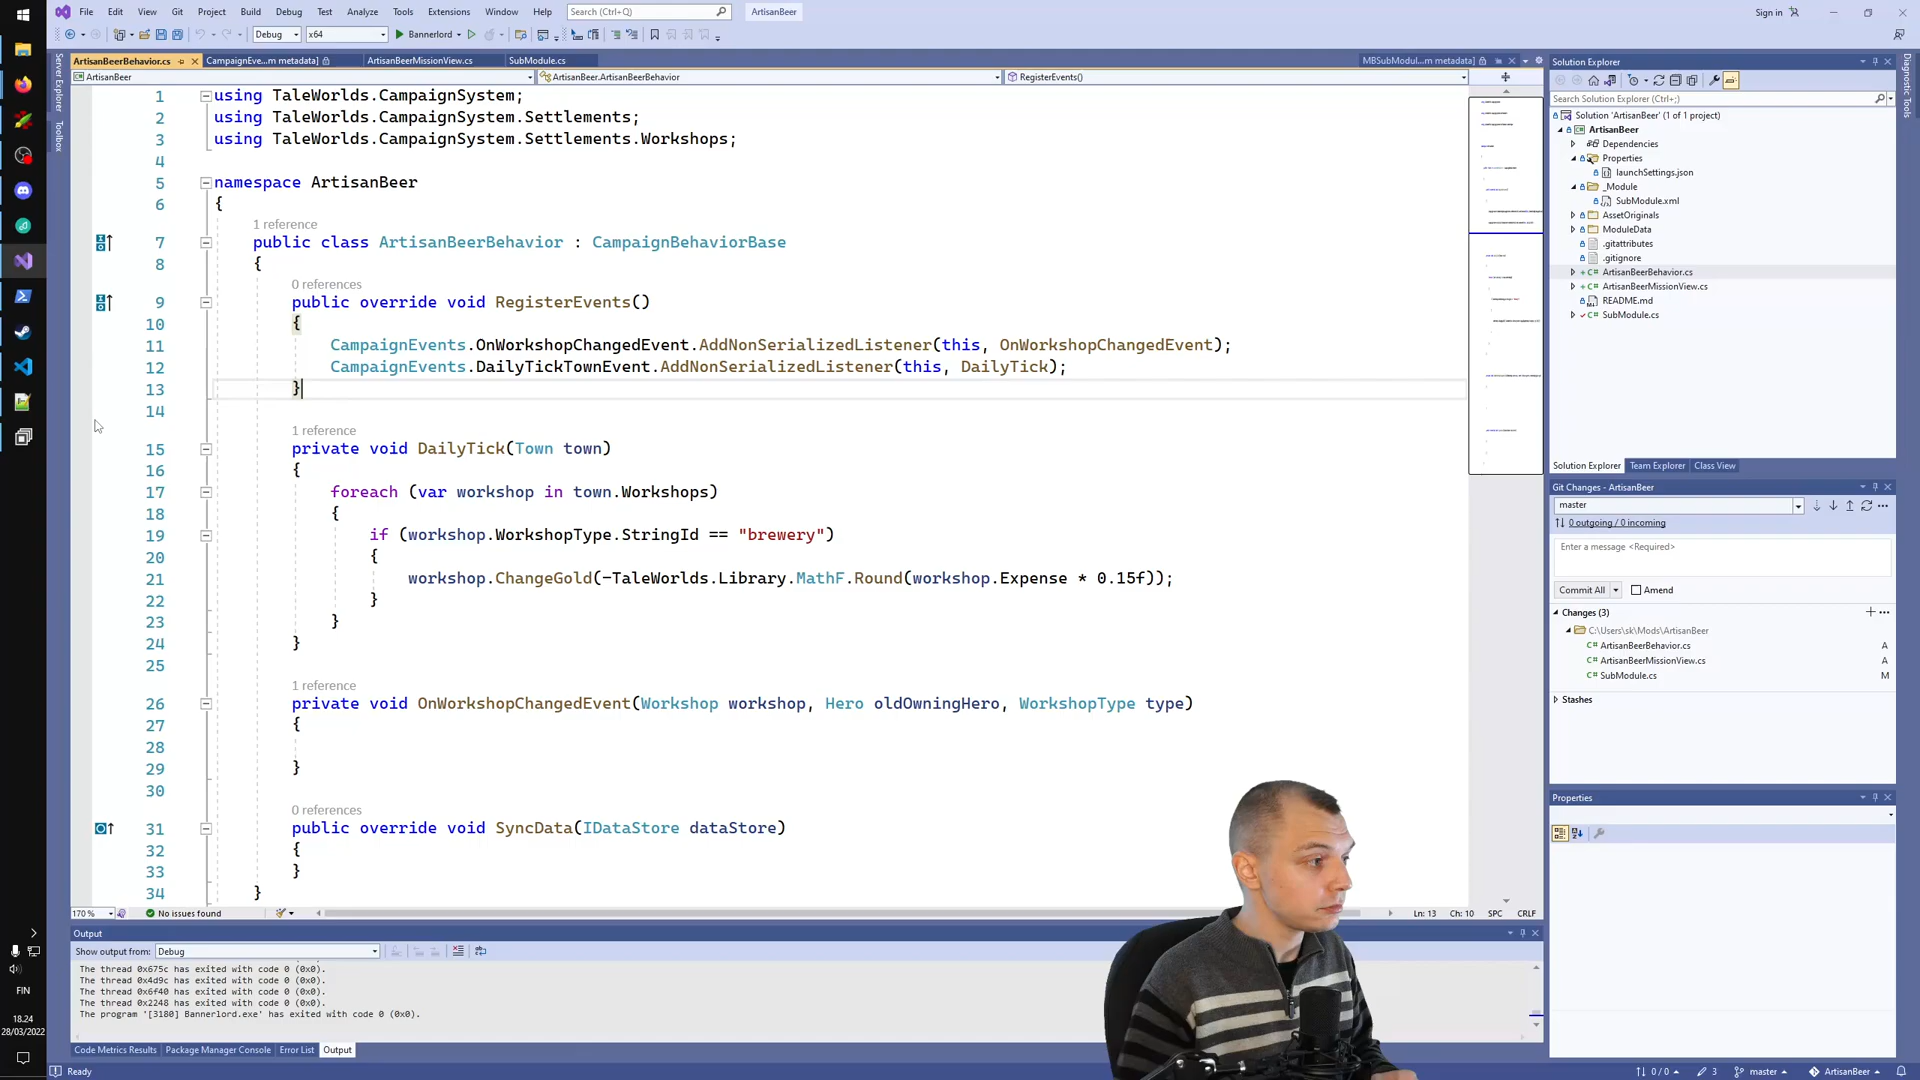 File Edit View Git Project Build Debug Test Analyze Tools Extensions Window Help Search (Ctrl+Q) ArtisanBeer Sign in
Debug x64 Bannerlord
ArtisanBeerBehavior.cs CampaignEve...m metadata] ArtisanBeerMissionView.cs SubModule.cs MBSubModul...m metadata]
ArtisanBeer ArtisanBeer.ArtisanBeerBehavior RegisterEvents()
Server Explorer
Toolbox
1 using TaleWorlds.CampaignSystem;
2 using TaleWorlds.CampaignSystem.Settlements;
3 using TaleWorlds.CampaignSystem.Settlements.Workshops;
4
5 namespace ArtisanBeer
6 {
1 reference
7 public class ArtisanBeerBehavior : CampaignBehaviorBase
8 {
0 references
9 public override void RegisterEvents()
10 {
11 CampaignEvents.OnWorkshopChangedEvent.AddNonSerializedListener(this, OnWorkshopChangedEvent);
12 CampaignEvents.DailyTickTownEvent.AddNonSerializedListener(this, DailyTick);
13 }
14
1 reference
15 private void DailyTick(Town town)
16 {
17 foreach (var workshop in town.Workshops)
18 {
19 if (workshop.WorkshopType.StringId == "brewery")
20 {
21 workshop.ChangeGold(-TaleWorlds.Library.MathF.Round(workshop.Expense * 0.15f));
22 }
23 }
24 }
25
1 reference
26 private void OnWorkshopChangedEvent(Workshop workshop, Hero oldOwningHero, WorkshopType type)
27 {
28
29 }
30
0 references
31 public override void SyncData(IDataStore dataStore)
32 {
33 }
34 }
170 % No issues found Ln: 13 Ch: 10 SPC CRLF
Output
Show output from: Debug
The thread 0x675c has exited with code 0 (0x0).
The thread 0x4d9c has exited with code 0 (0x0).
The thread 0x6f40 has exited with code 0 (0x0).
The thread 0x2248 has exited with code 0 (0x0).
The program '[3180] Bannerlord.exe' has exited with code 0 (0x0).
Code Metrics Results Package Manager Console Error List Output
Ready 0 / 0 3 master ArtisanBeer
Solution Explorer
Search Solution Explorer (Ctrl+;)
Solution 'ArtisanBeer' (1 of 1 project)
ArtisanBeer
Dependencies
Properties
launchSettings.json
_Module
SubModule.xml
AssetOriginals
ModuleData
.gitattributes
.gitignore
ArtisanBeerBehavior.cs
ArtisanBeerMissionView.cs
README.md
SubModule.cs
Solution Explorer Team Explorer Class View
Git Changes - ArtisanBeer
master
0 outgoing / 0 incoming
Enter a message <Required>
Commit All Amend
Changes (3)
C:\Users\sk\Mods\ArtisanBeer
ArtisanBeerBehavior.cs A
ArtisanBeerMissionView.cs A
SubModule.cs M
Stashes
Properties
Diagnostic Tools
FIN
18.24
28/03/2022